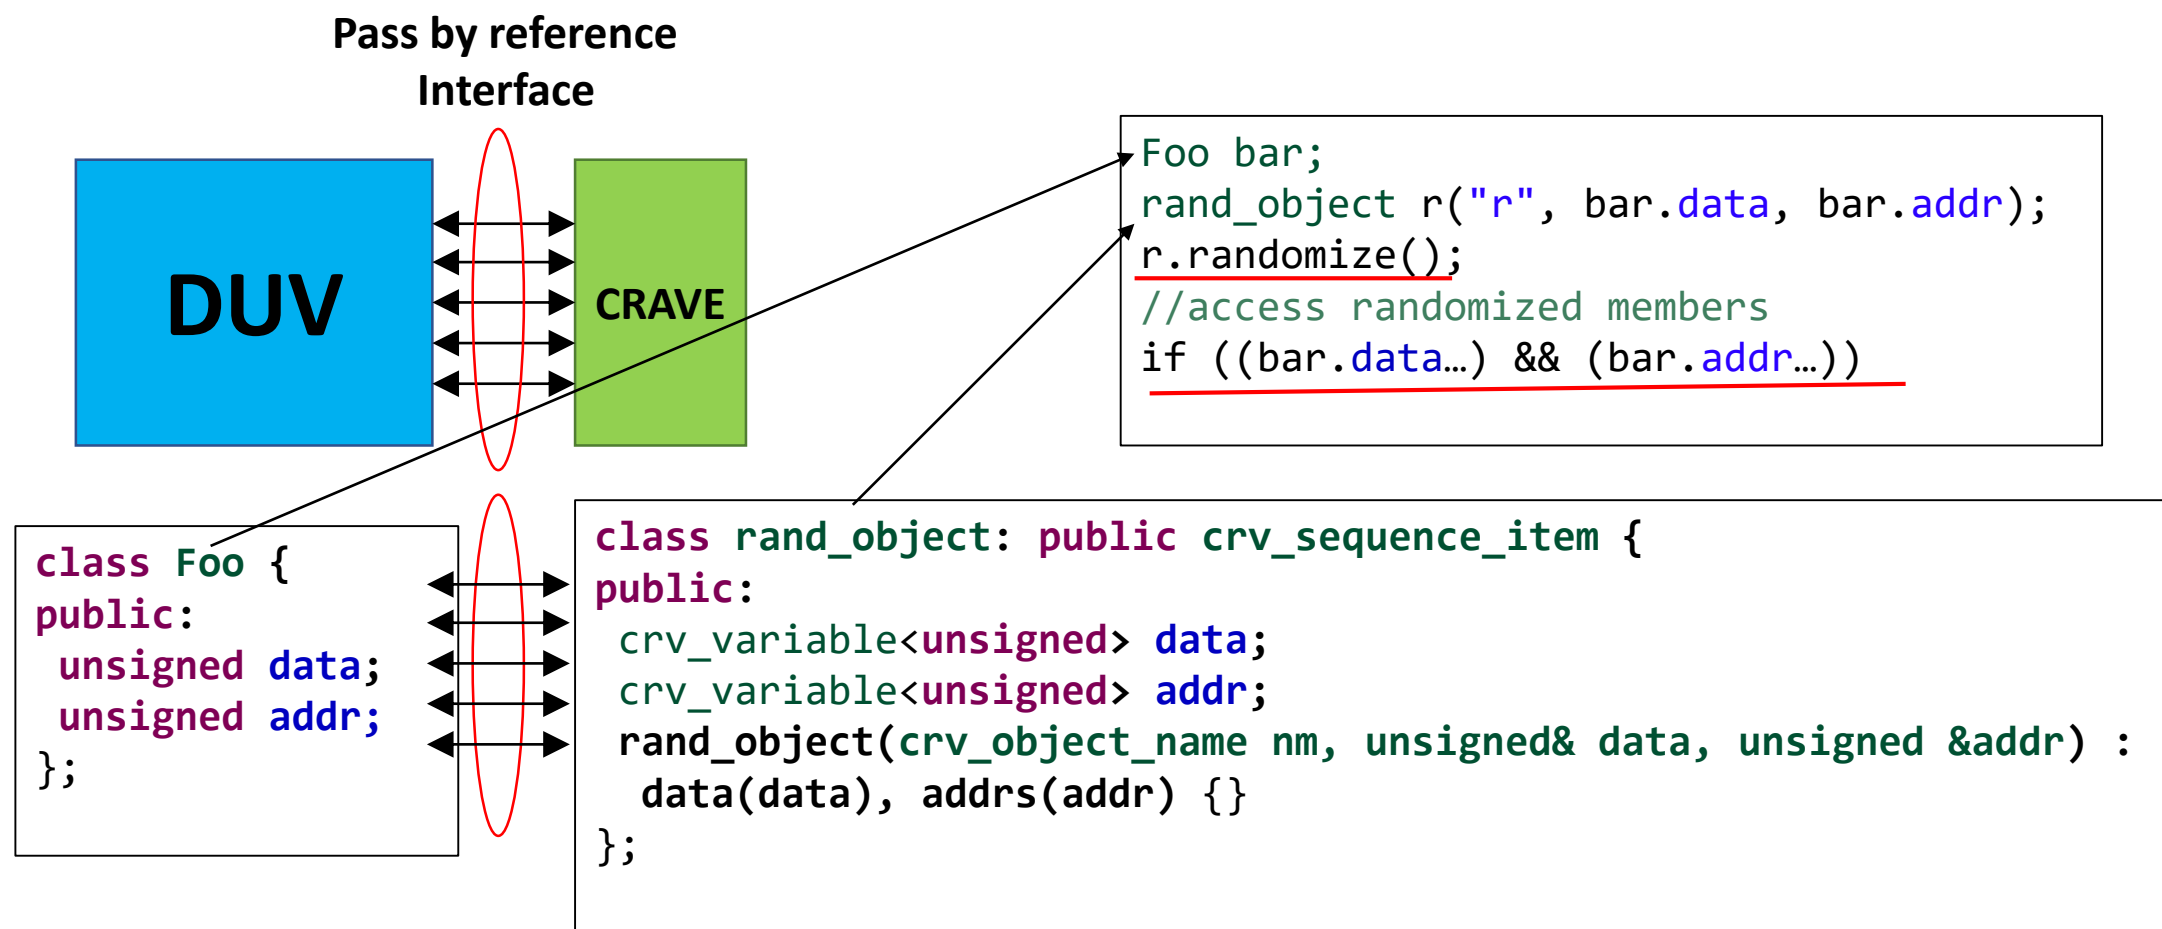 Pass by reference
Interface
DUV
CRAVE
Foo bar;
rand_object r("r", bar.data, bar.addr);
r.randomize();
//access randomized members
if ((bar.data…) && (bar.addr…))
class Foo {
public:
unsigned data;
unsigned addr;
};
class rand_object: public crv_sequence_item {
public:
crv_variable<unsigned> data;
crv_variable<unsigned> addr;
rand_object(crv_object_name nm, unsigned& data, unsigned &addr) :
data(data), addrs(addr) {}
};